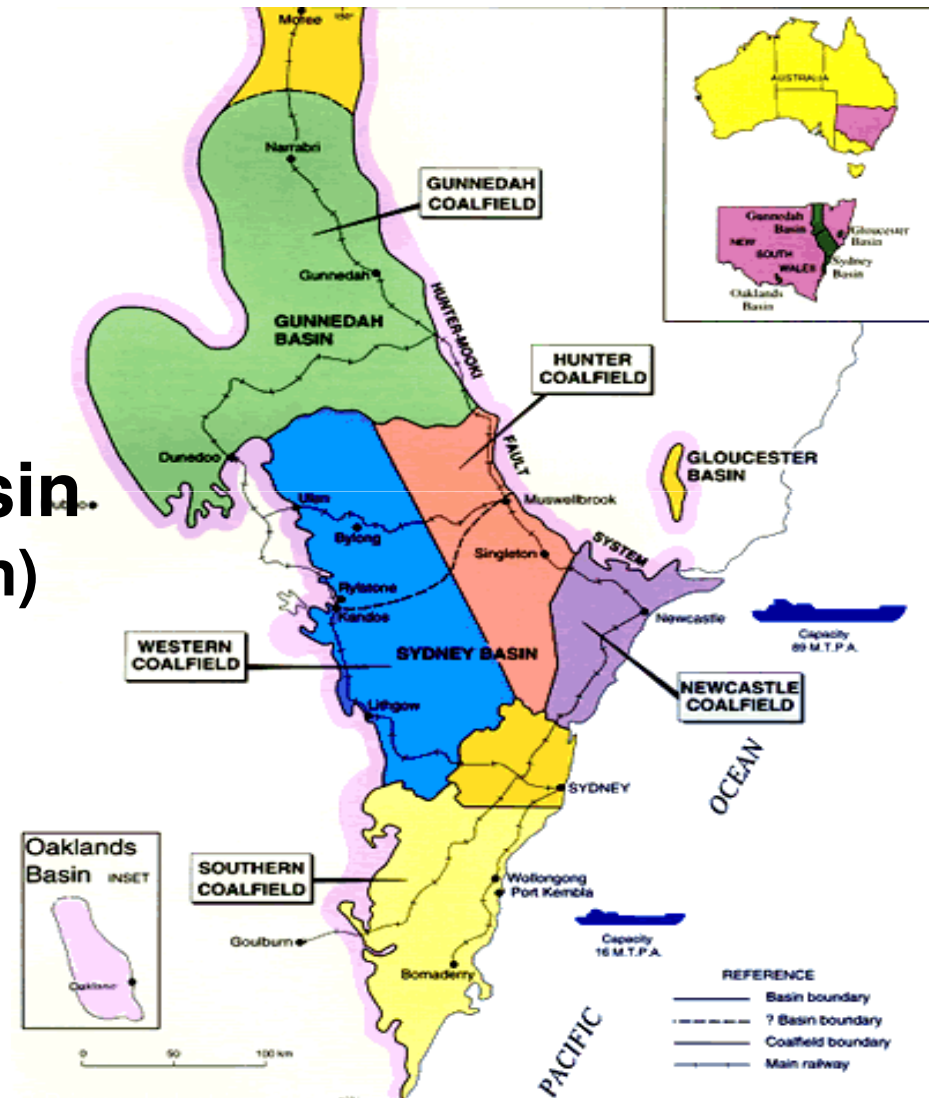 Moree
150°
AUSTRALIA
Narrabri
GUNNEDAH
COALFIELD
Gunnedah
Basin
Gloucester
Basin
NEW
SOUTH
WALES
Sydney
Basin
Oaklands
Basin
Gunnedah
HUNTER-MOOKI
GUNNEDAH
BASIN
HUNTER
COALFIELD
FAULT
GLOUCESTER
BASIN
Dunedoo
sin
Ulan
Muswellbrook
Bylong
Singleton
SYSTEM
n)
Rylstone
Kandos
Newcastle
Capacity
89 M.T.P.A.
WESTERN
COALFIELD
SYDNEY BASIN
NEWCASTLE
COALFIELD
Lithgow
OCEAN
SYDNEY
Oaklands
Basin INSET
SOUTHERN
COALFIELD
Wollongong
Port Kembla
Goulburn
Capacity
16 M.T.P.A.
Bomaderry
Oaklands
REFERENCE
Basin boundary
? Basin boundary
Coalfield boundary
Main railway
0 50 100 km
PACIFIC